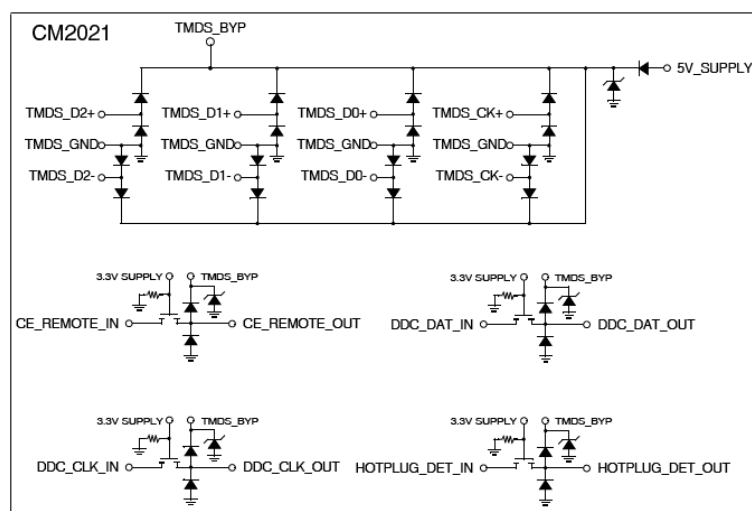 CM2021
TMDS_BYP
5V_SUPPLY
TMDS_D2+ TMDS_D1+ TMDS_D0+ TMDS_CK+
TMDS_GND TMDS_GND TMDS_GND TMDS_GND
TMDS_D2- TMDS_D1- TMDS_D0- TMDS_CK-
3.3V SUPPLY TMDS_BYP 3.3V SUPPLY TMDS_BYP
CE_REMOTE_IN CE_REMOTE_OUT DDC_DAT_IN DDC_DAT_OUT
3.3V SUPPLY TMDS_BYP 3.3V SUPPLY TMDS_BYP
DDC_CLK_IN DDC_CLK_OUT HOTPLUG_DET_IN HOTPLUG_DET_OUT